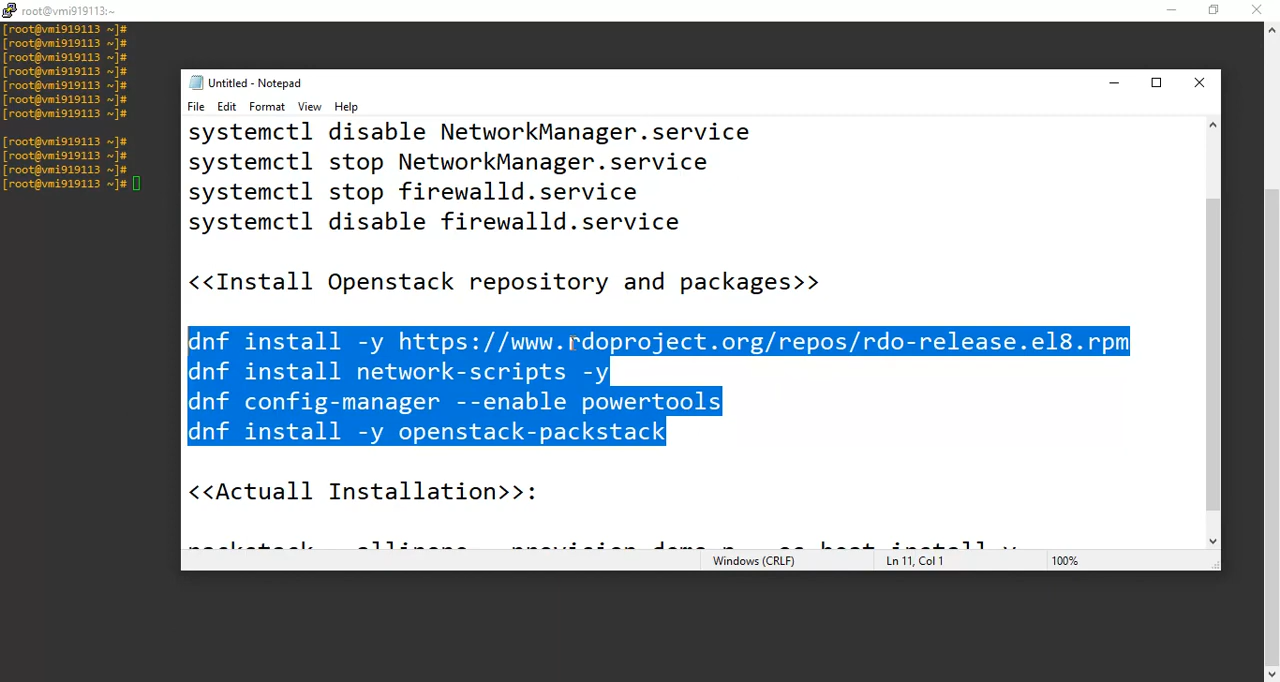 root@vmi919113:~
[root@vmi919113 ~]#
[root@vmi919113 ~]#
[root@vmi919113 ~]#
[root@vmi919113 ~]#
[root@vmi919113 ~]#
[root@vmi919113 ~]#
[root@vmi919113 ~]#
[root@vmi919113 ~]#
[root@vmi919113 ~]#
[root@vmi919113 ~]#
[root@vmi919113 ~]#
Untitled - Notepad
File Edit Format View Help
systemctl disable NetworkManager.service
systemctl stop NetworkManager.service
systemctl stop firewalld.service
systemctl disable firewalld.service
<<Install Openstack repository and packages>>
dnf install -y https://www.rdoproject.org/repos/rdo-release.el8.rpm
dnf install network-scripts -y
dnf config-manager --enable powertools
dnf install -y openstack-packstack
<<Actuall Installation>>:
Windows (CRLF) Ln 11, Col 1 100%